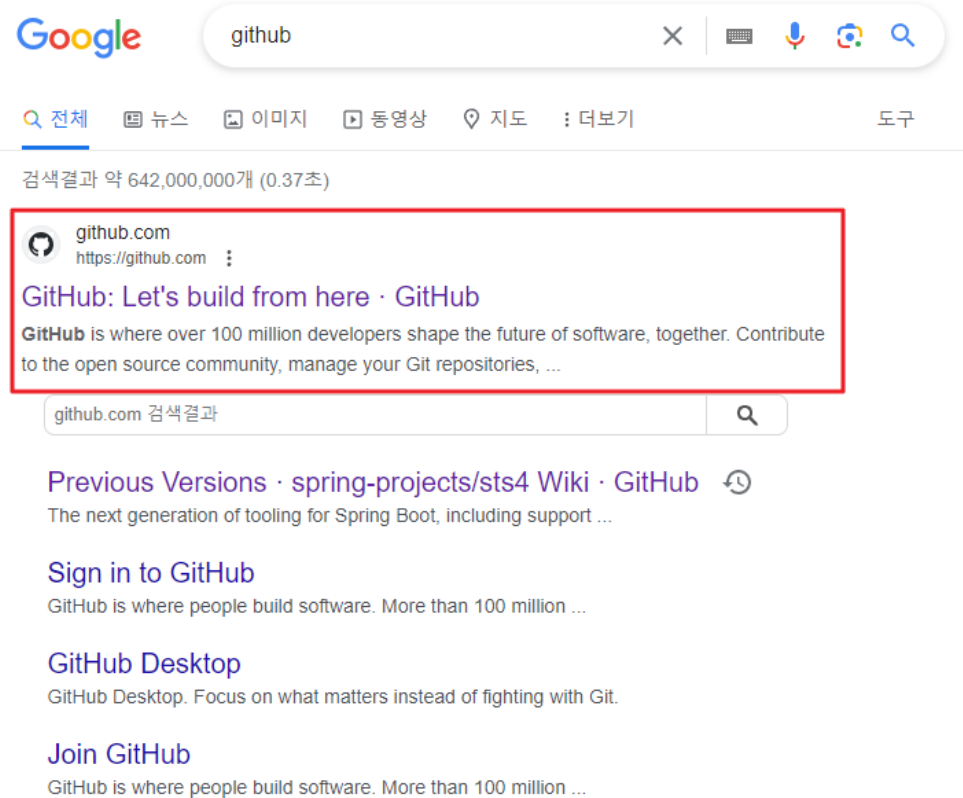 Google
github
전체 뉴스 이미지 동영상 지도 더보기 도구
검색결과 약 642,000,000개 (0.37초)
github.com
https://github.com
GitHub: Let's build from here · GitHub
GitHub is where over 100 million developers shape the future of software, together. Contribute
to the open source community, manage your Git repositories, ...
github.com 검색결과
Previous Versions · spring-projects/sts4 Wiki · GitHub
The next generation of tooling for Spring Boot, including support ...
Sign in to GitHub
GitHub is where people build software. More than 100 million ...
GitHub Desktop
GitHub Desktop. Focus on what matters instead of fighting with Git.
Join GitHub
GitHub is where people build software. More than 100 million ...